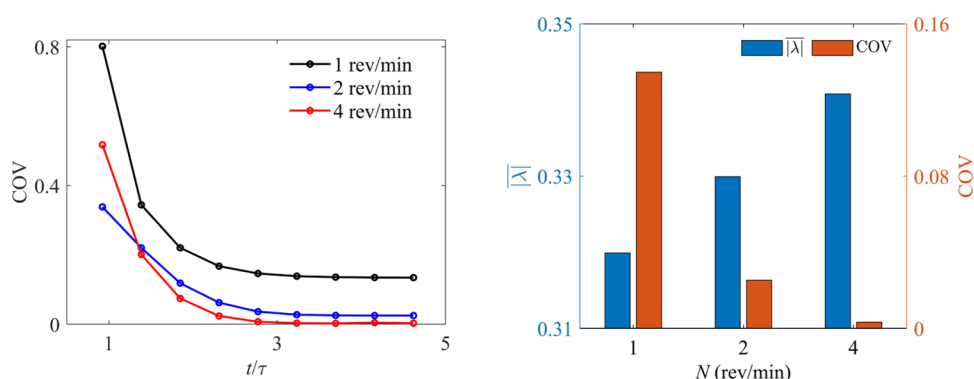 0.8
0.4
0
COV
1
3
5
t/τ
1 rev/min
2 rev/min
4 rev/min
0.35
0.33
0.31
|λ|
0.16
0.08
0
COV
|λ| COV
1 2 4
N (rev/min)